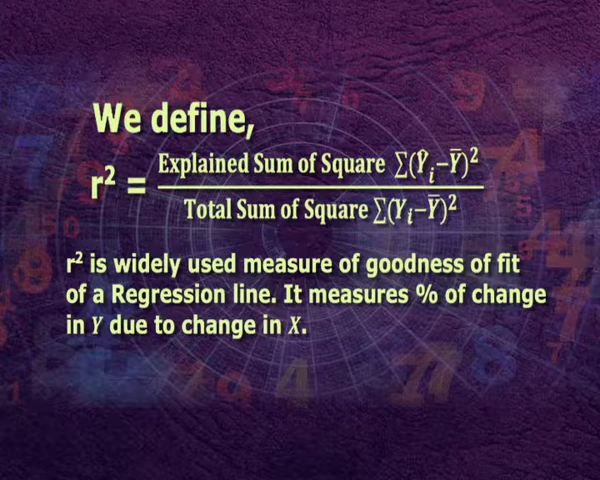 We define,
r² = Explained Sum of Square ∑(Ŷᵢ–Ȳ)²
Total Sum of Square ∑(Yᵢ–Ȳ)²
r² is widely used measure of goodness of fit
of a Regression line. It measures % of change
in Y due to change in X.